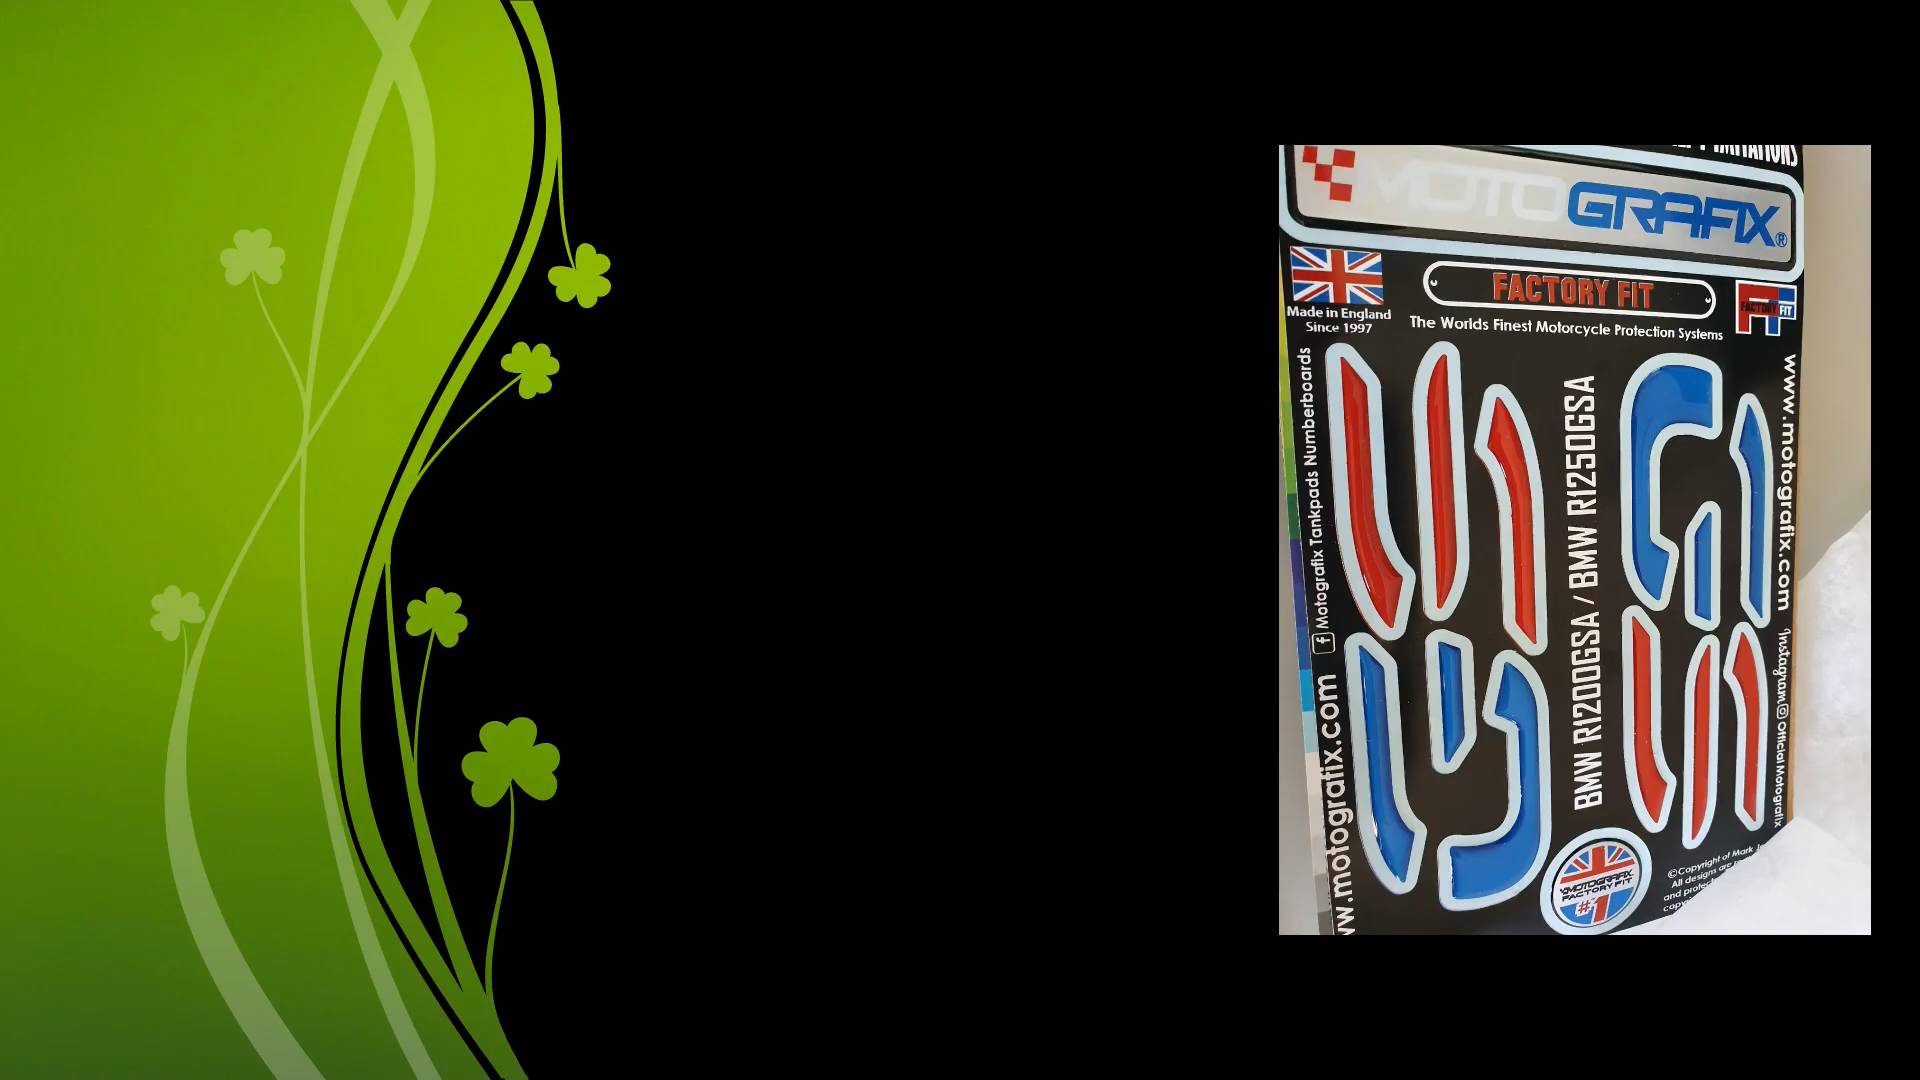 MOTOGRAFIX®
Made in England
Since 1997
FACTORY FIT
The Worlds Finest Motorcycle Protection Systems
FACTORY FIT
Motografix Tankpads Numberboards
www.motografix.com
BMW R1200GSA / BMW R1250GSA
www.motografix.com
Instagram Official Motografix
MOTOGRAFIX
FACTORY FIT
#1
©Copyright of Mark
All designs are
and